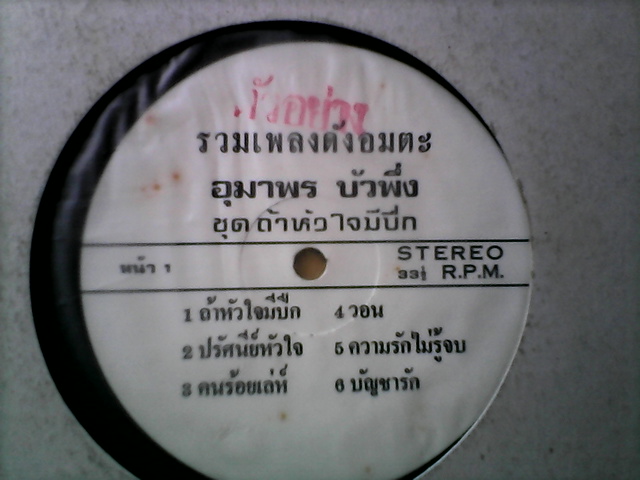 ตัวอย่าง
รวมเพลงดังอมตะ
อุมาพร บัวพึ่ง
ชุด ถ้าหัวใจมีปีก
หน้า 1
STEREO
33⅓ R.P.M.
1 ถ้าหัวใจมีปีก
2 ปรัศนีย์หัวใจ
3 คนร้อยเล่ห์
4 วอน
5 ความรักไม่รู้จบ
6 บัญชารัก